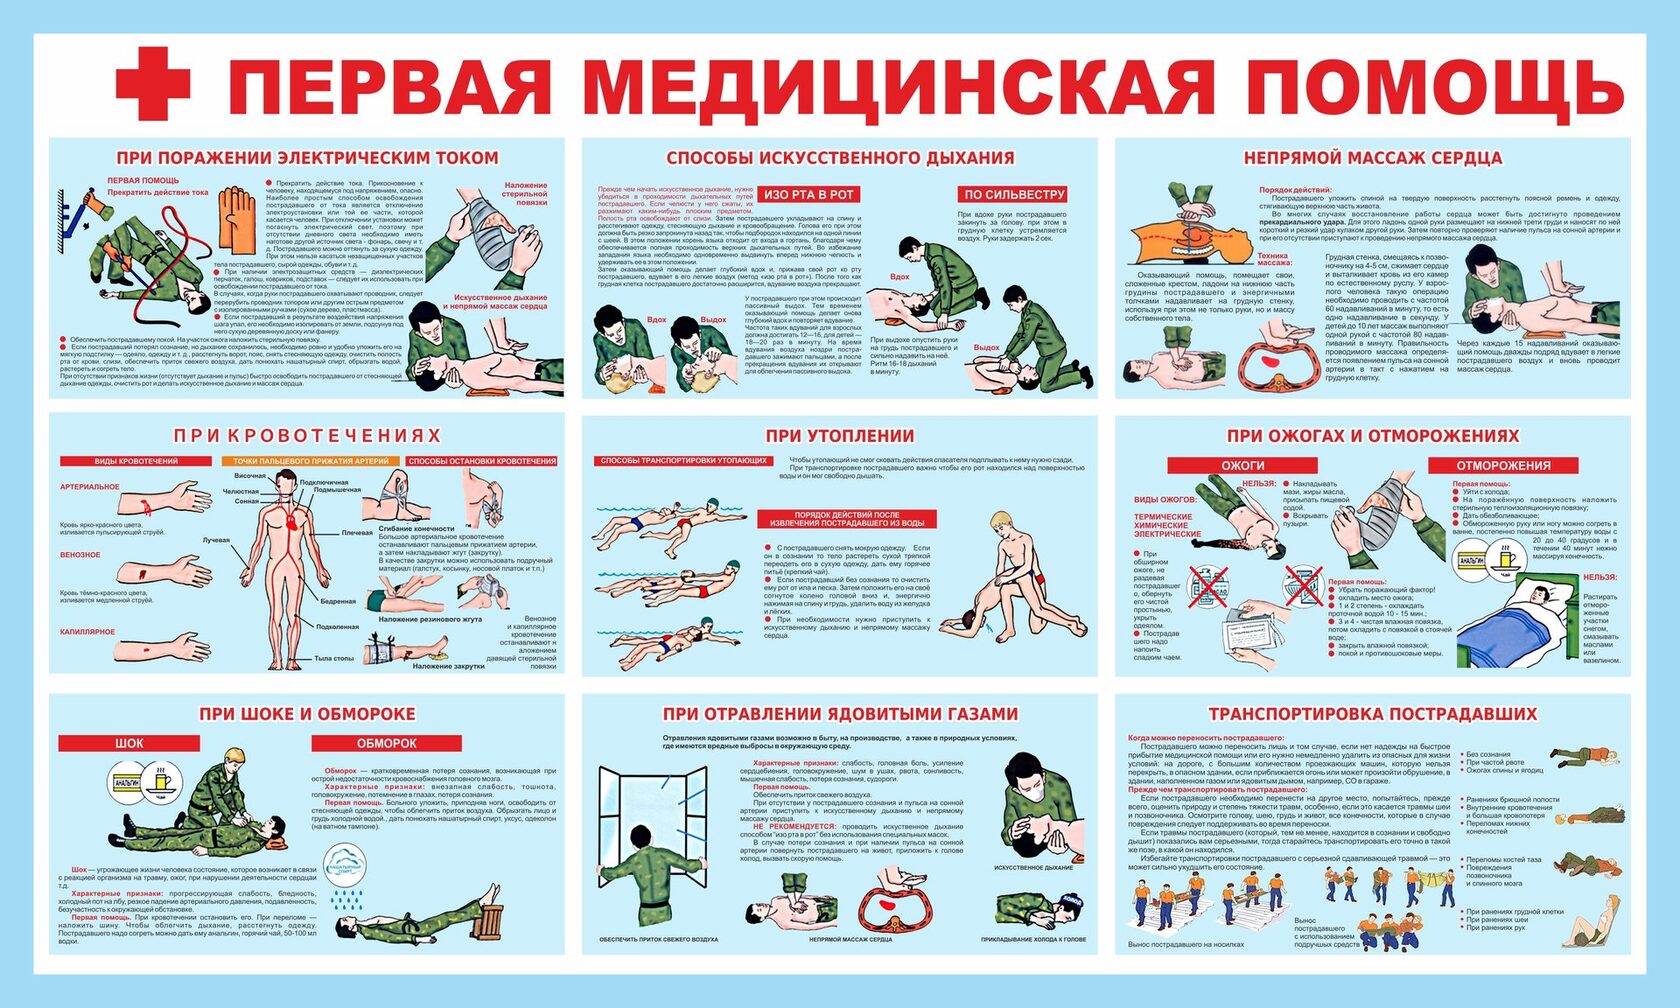 ПЕРВАЯ МЕДИЦИНСКАЯ ПОМОЩЬ
ПРИ ПОРАЖЕНИИ ЭЛЕКТРИЧЕСКИМ ТОКОМ
ПЕРВАЯ ПОМОЩЬ
Прекратить действие тока
Прекратить действие тока. Прикосновение к
человеку, находящемуся под напряжением, опасно.
Наиболее простым способом освобождения
пострадавшего от тока является отключение
электроустановки или той ее части, которой
касается человек. При отключении установки может
погаснуть электрический свет, поэтому при
отсутствии дневного света необходимо иметь
наготове другой источник света - фонарь, свечу и т.
д. Пострадавшего можно оттянуть за сухую одежду.
При этом нельзя касаться незащищенных участков
тела пострадавшего, сырой одежды, обуви и т. д.
При наличии электрозащитных средств — диэлектрических
перчаток, галош, ковриков, подставок — следует их использовать при
освобождении пострадавшего от тока.
В случаях, когда руки пострадавшего охватывают проводник, следует
перерубить проводник топором или другим острым предметом
с изолированными ручками (сухое дерево, пластмасса).
Если пострадавший в результате воздействия напряжения
шага упал, его необходимо изолировать от земли, подсунув под
него сухую деревянную доску или фанеру.
Обеспечить пострадавшему покой. На участок ожога наложить стерильную повязку.
Если пострадавший потерял сознание, но дыхание сохранилось, необходимо ровно и удобно уложить его на
мягкую подстилку — одеяло, одежду и т. д., расстегнуть ворот, пояс, снять стесняющую одежду, очистить полость
рта от крови, слизи, обеспечить приток свежего воздуха, дать понюхать нашатырный спирт, обрызгать водой,
растереть и согреть тело.
При отсутствии признаков жизни (отсутствует дыхание и пульс) быстро освободить пострадавшего от стесняющей
дыхание одежды, очистить рот и делать искусственное дыхание и массаж сердца.
Наложение
стерильной
повязки
Искусственное дыхание
и непрямой массаж сердца
СПОСОБЫ ИСКУССТВЕННОГО ДЫХАНИЯ
Прежде чем начать искусственное дыхание, нужно
убедиться в проходимости дыхательных путей
пострадавшего. Если челюсти у него сжаты, их
разжимают каким-нибудь плоским предметом.
Полость рта освобождают от слизи. Затем пострадавшего укладывают на спину и
расстегивают одежду, стесняющую дыхание и кровообращение. Голова его при этом
должна быть резко запрокинута назад так, чтобы подбородок находился на одной линии
с шеей. В этом положении корень языка отходит от входа в гортань, благодаря чему
обеспечивается полная проходимость верхних дыхательных путей. Во избежание
западания языка необходимо одновременно выдвинуть вперед нижнюю челюсть и
удерживать ее в этом положении.
Затем оказывающий помощь делает глубокий вдох и, прижав свой рот ко рту
пострадавшего, вдувает в его легкие воздух (метод «изо рта в рот»). После того как
грудная клетка пострадавшего достаточно расширится, вдувание воздуха прекращают.
ИЗО РТА В РОТ
У пострадавшего при этом происходит
пассивный выдох. Тем временем
оказывающий помощь делает снова
глубокий вдох и повторяет вдувание.
Частота таких вдуваний для взрослых
должна достигать 12—16, для детей —
18—20 раз в минуту. На время
вдувания воздуха ноздри постра-
давшего зажимают пальцами, а после
прекращения вдувания их открывают
для облегчения пассивного выдоха.
Вдох
Выдох
ПО СИЛЬВЕСТРУ
При вдохе руки пострадавшего
закинуть за голову, при этом в
грудную клетку устремляется
воздух. Руки задержать 2 сек.
Вдох
При выдохе опустить руки
на грудь пострадавшего и
сильно надавить на неё.
Ритм 16-18 дыханий
в минуту.
Выдох
НЕПРЯМОЙ МАССАЖ СЕРДЦА
Порядок действий:
Пострадавшего уложить спиной на твердую поверхность расстегнуть поясной ремень и одежду,
стягивающую верхнюю часть живота.
Во многих случаях восстановление работы сердца может быть достигнуто проведением
прекардиального удара. Для этого ладонь одной руки размещают на нижней трети груди и наносят по ней
короткий и резкий удар кулаком другой руки. Затем повторно проверяют наличие пульса на сонной артерии и
при его отсутствии приступают к проведению непрямого массажа сердца.
Техника
массажа:
Оказывающий помощь, помещает свои,
сложенные крестом, ладони на нижнюю часть
грудины пострадавшего и энергичными
толчками надавливает на грудную стенку,
используя при этом не только руки, но и массу
собственного тела.
Грудная стенка, смещаясь к позво-
ночнику на 4-5 см, сжимает сердце
и выталкивает кровь из его камер
по естественному руслу. У взрос-
лого человека такую операцию
необходимо проводить с частотой
60 надавливаний в минуту, то есть
одно надавливание в секунду. У
детей до 10 лет массаж выполняют
одной рукой с частотой 80 надав-
ливаний в минуту. Правильность
проводимого массажа определя-
ется появлением пульса на сонной
артерии в такт с нажатием на
грудную клетку.
Через каждые 15 надавливаний оказываю-
щий помощь дважды подряд вдувает в легкие
пострадавшего воздух и вновь проводит
массаж сердца.
ПРИ КРОВОТЕЧЕНИЯХ
ВИДЫ КРОВОТЕЧЕНИЙ
АРТЕРИАЛЬНОЕ
Кровь ярко-красного цвета,
изливается пульсирующей струёй.
ВЕНОЗНОЕ
Кровь тёмно-красного цвета,
изливается медленной струёй.
КАПИЛЛЯРНОЕ
ТОЧКИ ПАЛЬЦЕВОГО ПРИЖАТИЯ АРТЕРИЙ
Височная
Челюстная
Сонная
Подключичная
Подмышечная
Плечевая
Лучевая
Бедренная
Подколенная
Тыла стопы
СПОСОБЫ ОСТАНОВКИ КРОВОТЕЧЕНИЯ
Сгибание конечности
Большое артериальное кровотечение
останавливают пальцевым прижатием артерии,
а затем накладывают жгут (закрутку).
В качестве закрутки можно использовать подручный
материал (галстук, косынку, носовой платок и т.п.)
Наложение резинового жгута
Венозное
и капиллярное
кровотечение
останавливают н
аложением
давящей стерильной
повязки
Наложение закрутки
ПРИ УТОПЛЕНИИ
СПОСОБЫ ТРАНСПОРТИРОВКИ УТОПАЮЩИХ
Чтобы утопающий не смог сковать действия спасателя подплывать к нему нужно сзади.
При транспортировке пострадавшего важно чтобы его рот находился над поверхностью
воды и он мог свободно дышать.
ПОРЯДОК ДЕЙСТВИЙ ПОСЛЕ
ИЗВЛЕЧЕНИЯ ПОСТРАДАВШЕГО ИЗ ВОДЫ
С пострадавшего снять мокрую одежду. Если
он в сознании то тело растереть сухой тряпкой
переодеть его в сухую одежду, дать ему горячее
питьё (крепкий чай).
Если пострадавший без сознания то очистить
ему рот от ила и песка. Затем положить его на своё
согнутое колено головой вниз и, энергично
нажимая на спину и грудь, удалить воду из желудка
и лёгких.
При необходимости нужно приступить к
искусственному дыханию и непрямому массажу
сердца.
ПРИ ОЖОГАХ И ОТМОРОЖЕНИЯХ
ОЖОГИ
ВИДЫ ОЖОГОВ:
ТЕРМИЧЕСКИЕ
ХИМИЧЕСКИЕ
ЭЛЕКТРИЧЕСКИЕ
НЕЛЬЗЯ:
Накладывать
мази, жиры масла,
присыпать пищевой
содой.
Вскрывать
пузыри.
При
обширном
ожоге, не
раздевая
пострадавшег
о, обернуть
его чистой
простынью,
укрыть
одеялом.
Пострадав
шего надо
напоить
сладким чаем.
Первая помощь:
Убрать поражающий фактор!
охладить место ожога;
1 и 2 степень - охлаждать
проточной водой 10 - 15 мин.;
3 и 4 - чистая влажная повязка,
потом охладить с повязкой в стоячей
воде;
закрыть влажной повязкой;
покой и противошоковые меры.
ОТМОРОЖЕНИЯ
Первая помощь:
Уйти с холода;
На поражённую поверхность наложить
стерильную теплоизоляционную повязку;
Дать обезболивающее;
Обмороженную руку или ногу можно согреть в
ванне, постепенно повышая температуру воды с
20 до 40 градусов и в
течении 40 минут нежно
массируя конечность.
АНАЛЬГИН
Чай
НЕЛЬЗЯ:
Растирать
отморо-
женные
участки
снегом,
смазывать
маслами
или
вазелином.
ПРИ ШОКЕ И ОБМОРОКЕ
ШОК
АНАЛЬГИН
Чай
Шок — угрожающее жизни человека состояние, которое возникает в связи
с реакцией организма на травму, ожог, при нарушении деятельности сердцаи
т.д.
Характерные признаки: прогрессирующая слабость, бледность,
холодный пот на лбу, резкое падение артериального давления, подавленность,
безучастность к окружающей обстановке.
Первая помощь. При кровотечении остановить его. При переломе —
наложить шину. Чтобы облегчить дыхание, расстегнуть одежду.
Пострадавшего надо согреть можно дать ему анальгин, горячий чай, 50-100 мл
водки.
ОБМОРОК
Обморок — кратковременная потеря сознания, возникающая при
острой недостаточности кровоснабжения головного мозга.
Характерные признаки: внезапная слабость, тошнота,
головокружение, потемнение в глазах, потеря сознания.
Первая помощь. Больного уложить, приподняв ноги, освободить от
стесняющей одежды, чтобы облегчить приток воздуха. Обрызгать лицо и
грудь холодной водой., дать понюхать нашатырный спирт, уксус, одеколон
(на ватном тампоне).
НАШАТЫРНЫЙ
СПИРТ
ПРИ ОТРАВЛЕНИИ ЯДОВИТЫМИ ГАЗАМИ
Отравления ядовитыми газами возможно в быту, на производстве, а также в природных условиях,
где имеются вредные выбросы в окружающую среду.
Характерные признаки: слабость, головная боль, усиление
сердцебиения, головокружение, шум в ушах, рвота, сонливость,
мышечная слабость, потеря сознания, судороги.
Первая помощь.
Обеспечить приток свежего воздуха.
При отсутствии у пострадавшего сознания и пульса на сонной
артерии приступить к искусственному дыханию и непрямому
массажу сердца.
НЕ РЕКОМЕНДУЕТСЯ: проводить искусственное дыхание
способом "изо рта в рот" без использования специальных масок.
В случае потери сознания и при наличии пульса на сонной
артерии повернуть пострадавшего на живот, приложить к голове
холод, вызвать скорую помощь.
ИСКУССТВЕННОЕ ДЫХАНИЕ
ХОЛОД
ОБЕСПЕЧИТЬ ПРИТОК СВЕЖЕГО ВОЗДУХА
НЕПРЯМОЙ МАССАЖ СЕРДЦА
ПРИКЛАДЫВАНИЕ ХОЛОДА К ГОЛОВЕ
ТРАНСПОРТИРОВКА ПОСТРАДАВШИХ
Когда можно переносить пострадавшего:
Пострадавшего можно переносить лишь и том случае, если нет надежды на быстрое
прибытие медицинской помощи или его нужно немедленно удалить из опасных для жизни
условий: на дороге, с большим количеством проезжающих машин, которую нельзя
перекрыть, в опасном здании, если приближается огонь или может произойти обрушение, в
здании, наполненном газом или ядовитым дымом, например, СО в гараже.
Прежде чем транспортировать пострадавшего:
Если пострадавшего необходимо перенести на другое место, попытайтесь, прежде
всего, оценить природу и степень тяжести травм, особенно, если это касается травмы шеи
и позвоночника. Осмотрите голову, шею, грудь и живот, все конечности, которые в случае
повреждения следует поддерживать во время переноски.
Если травмы пострадавшего (который, тем не менее, находится в сознании и свободно
дышит) показались вам серьезными, тогда старайтесь транспортировать его точно в такой
же позе, в какой он находился.
Избегайте транспортировки пострадавшего с серьезной сдавливающей травмой — это
может сильно ухудшить его состояние.
Вынос пострадавшего на носилках
Вынос
пострадавшего
с использованием
подручных средств
Без сознания
При частой рвоте
Ожогах спины и ягодиц
Ранениях брюшной полости
Внутренние кровотечения
и большая кровопотеря
Переломах нижних
конечностей
Переломы костей таза
Повреждения
позвоночника
и спинного мозга
При ранениях грудной клетки
При ранениях шеи
При ранениях рук